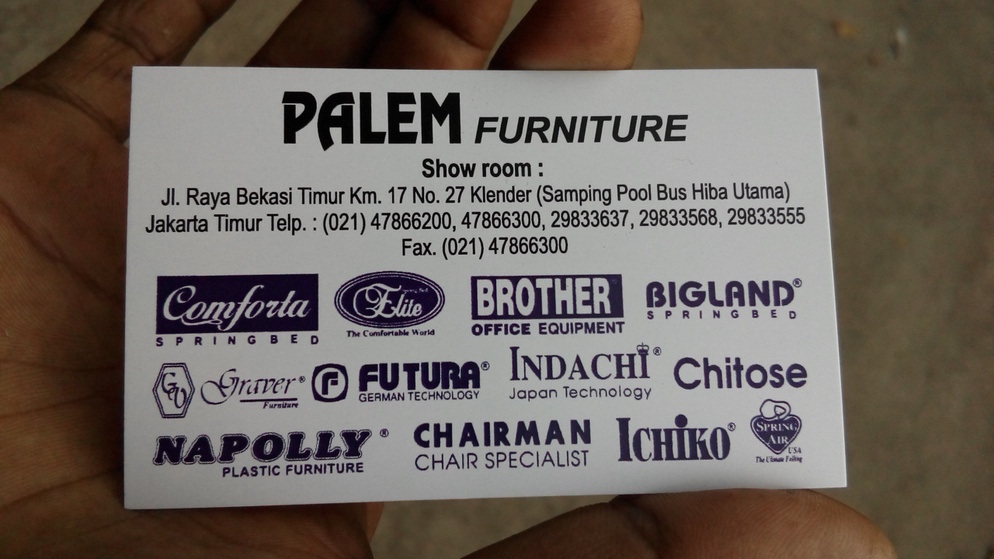 PALEM FURNITURE
Show room :
Jl. Raya Bekasi Timur Km. 17 No. 27 Klender (Samping Pool Bus Hiba Utama)
Jakarta Timur Telp. : (021) 47866200, 47866300, 29833637, 29833568, 29833555
Fax. (021) 47866300
Comforta
SPRINGBED
Elite
The Comfortable World
BROTHER
OFFICE EQUIPMENT
BIGLAND®
SPRINGBED
Graver®
Furniture
F FUTURA®
GERMAN TECHNOLOGY
INDACHI®
Japan Technology
Chitose
NAPOLLY®
PLASTIC FURNITURE
CHAIRMAN
CHAIR SPECIALIST
ICHIKO®
SPRING
AIR
USA
The